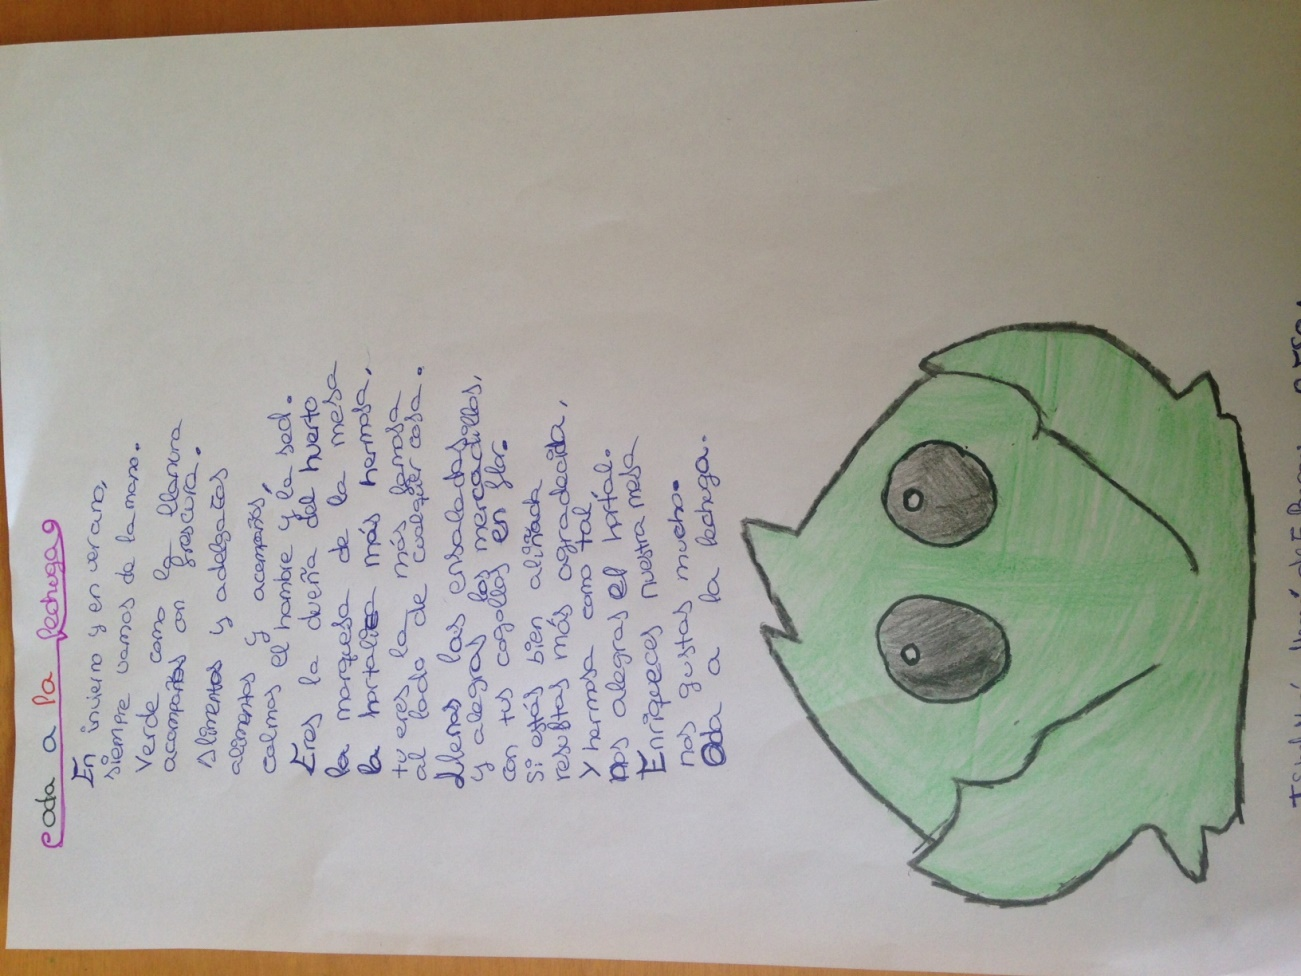 oda a la lechuga
En invierno y en verano,
siempre vamos de la mano.
Verde como la llanura
acompañas con frescura.
Alimentas y adelgazas
alimentas y acompañas,
calmas el hambre y la sed.
Eres la dueña del huerto
la marquesa de la mesa
la hortaliza más hermosa,
tu eres la más famosa
al lado de cualquier cosa.
Llenas las ensaladas
y alegras los mercadillos,
con tus cogollos en flor.
Si estás bien aliñada
resultas más agradecida,
y hermosa como tal
nos alegras el hortal.
Enriqueces nuestra mesa
nos gustas mucho.
Oda a la lechuga.